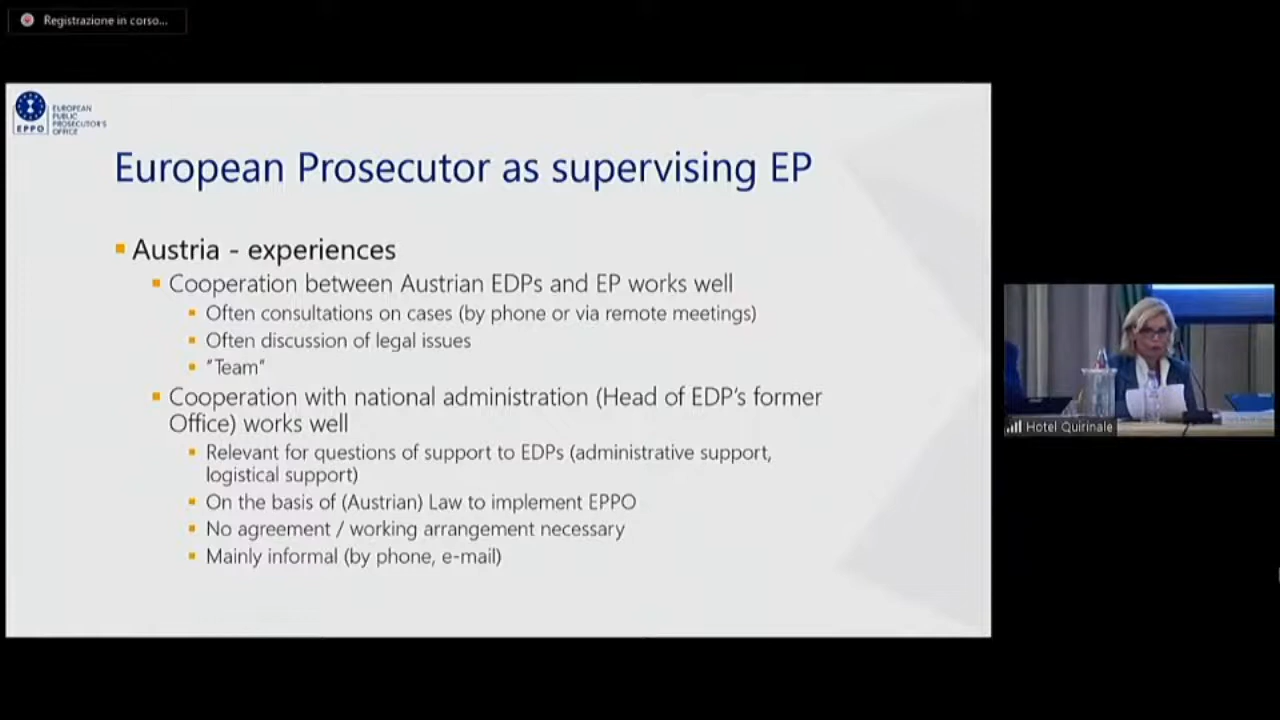 Registrazione in corso...
EPPO
EUROPEAN
PUBLIC
PROSECUTOR'S
OFFICE
European Prosecutor as supervising EP
Austria - experiences
Cooperation between Austrian EDPs and EP works well
Often consultations on cases (by phone or via remote meetings)
Often discussion of legal issues
"Team"
Cooperation with national administration (Head of EDP's former
Office) works well
Relevant for questions of support to EDPs (administrative support,
logistical support)
On the basis of (Austrian) Law to implement EPPO
No agreement / working arrangement necessary
Mainly informal (by phone, e-mail)
Hotel Quirinale